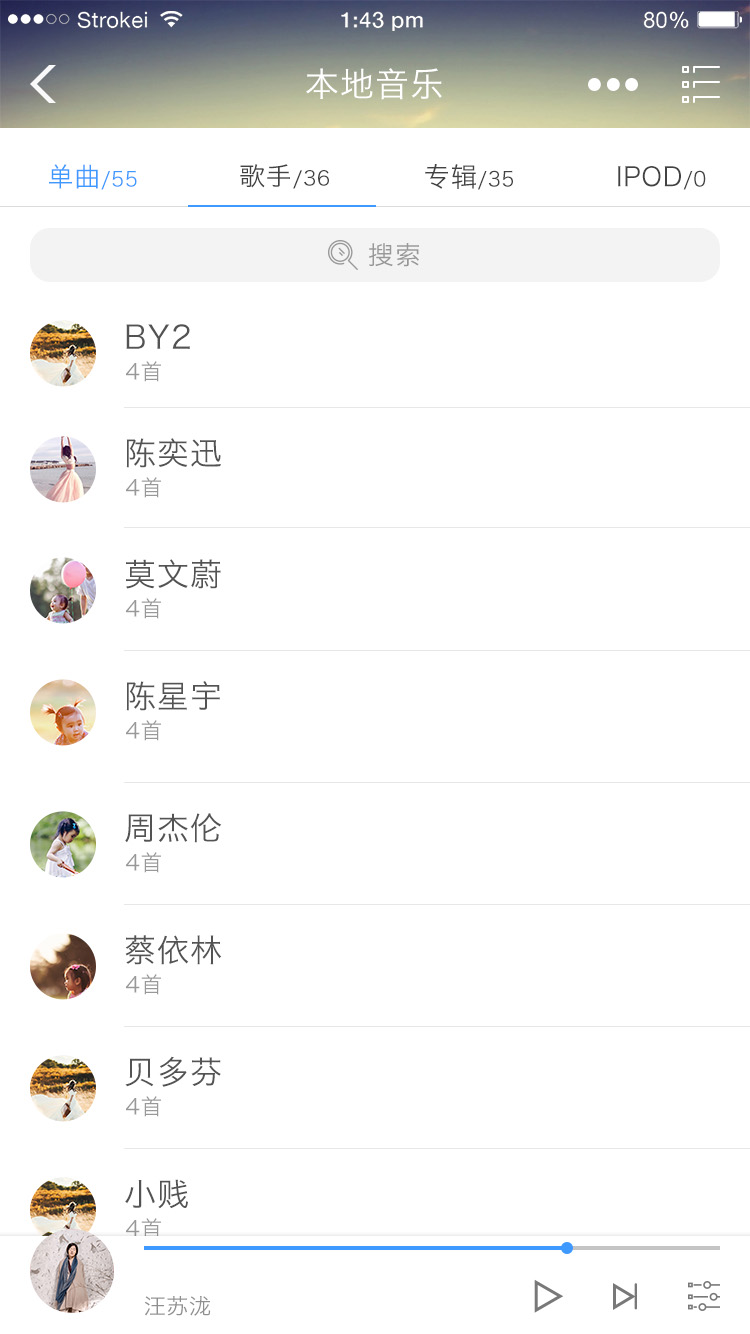 Strokei 1:43 pm 80%
本地音乐
单曲/55 歌手/36 专辑/35 IPOD/0
搜索
BY2
4首
陈奕迅
4首
莫文蔚
4首
陈星宇
4首
周杰伦
4首
蔡依林
4首
贝多芬
4首
小贱
4首
汪苏泷